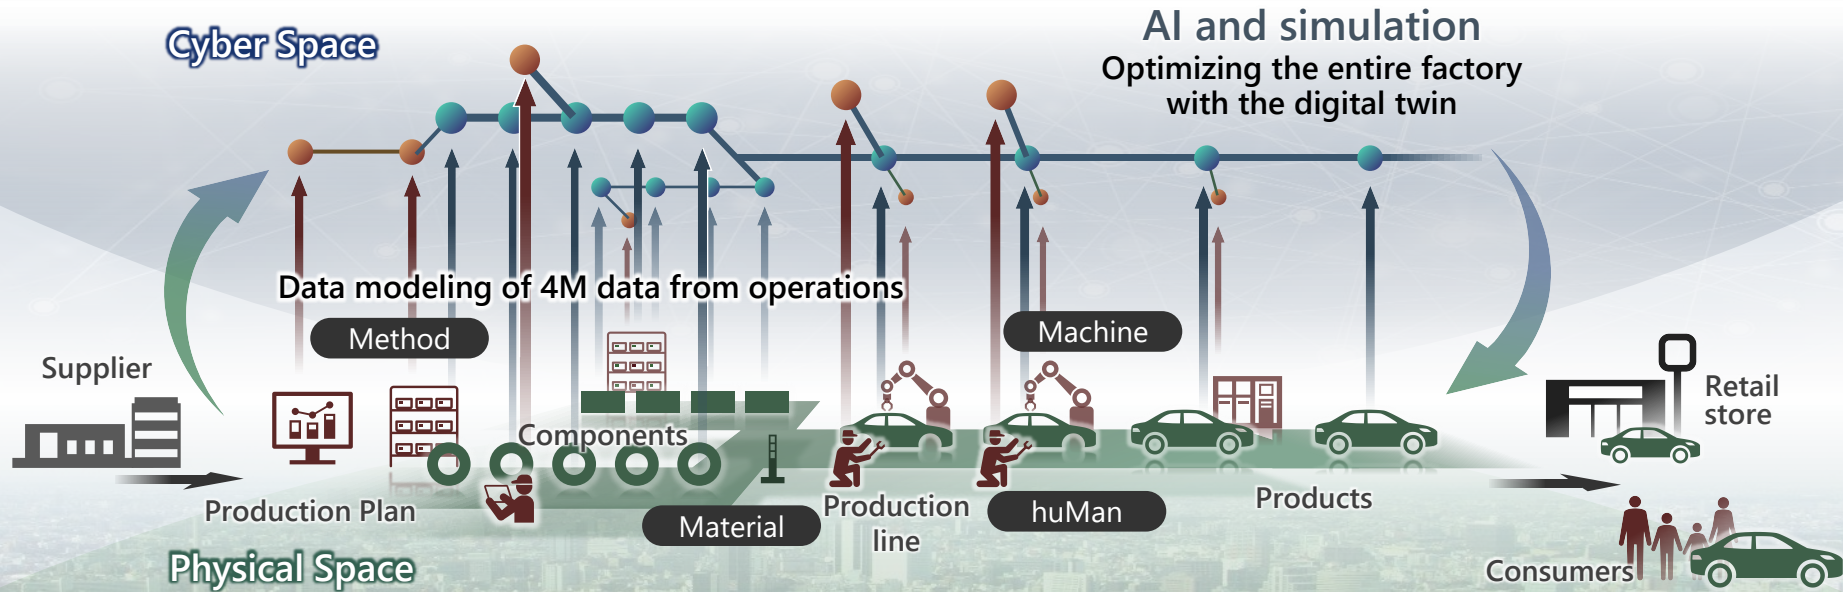 Cyber Space
AI and simulation
Optimizing the entire factory
with the digital twin
Data modeling of 4M data from operations
Method
Machine
Supplier
Retail
store
Components
Production Plan
Material
Production
line
huMan
Products
Physical Space
Consumers